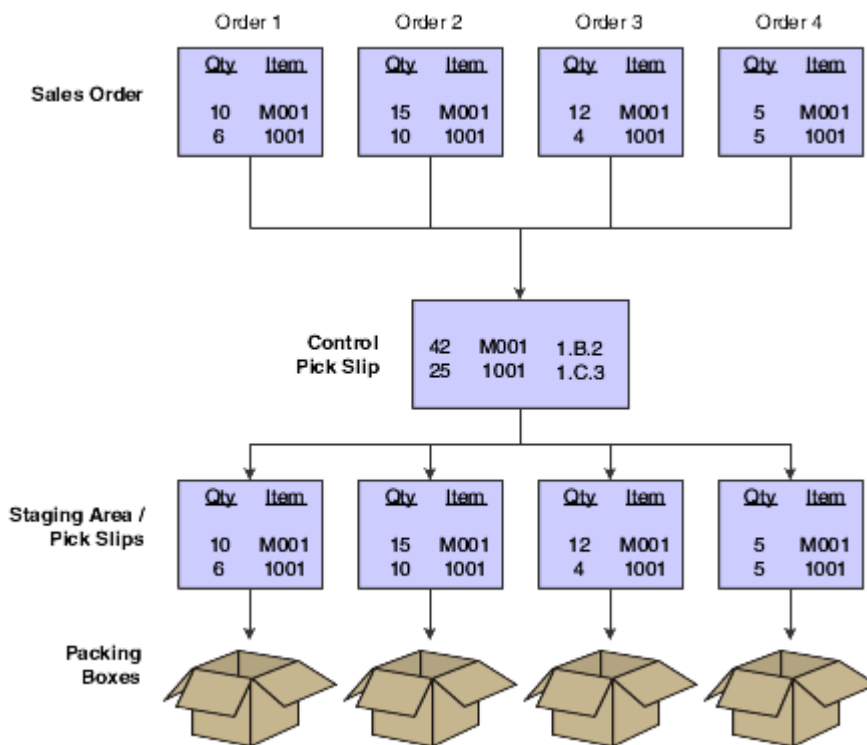 Order 1 Order 2 Order 3 Order 4
Sales Order
Qty Item Qty Item Qty Item Qty Item
10 M001 15 M001 12 M001 5 M001
6 1001 10 1001 4 1001 5 1001
Control
Pick Slip
42 M001 1.B.2
25 1001 1.C.3
Staging Area /
Pick Slips
Qty Item Qty Item Qty Item Qty Item
10 M001 15 M001 12 M001 5 M001
6 1001 10 1001 4 1001 5 1001
Packing
Boxes